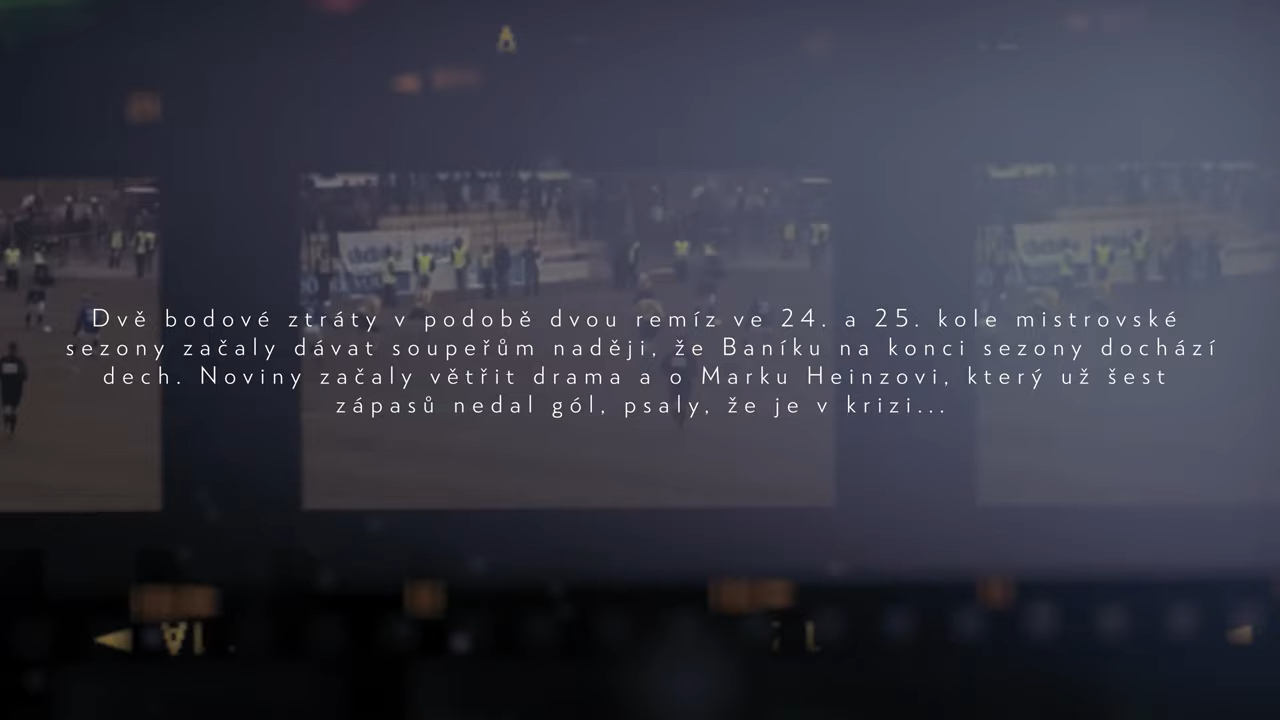 Dvě bodové ztráty v podobě dvou remíz ve 24. a 25. kole mistrovské
sezony začaly dávat soupeřům naději, že Baníku na konci sezony dochází
dech. Noviny začaly větřit drama a o Marku Heinzovi, který už šest
zápasů nedal gól, psaly, že je v krizi...